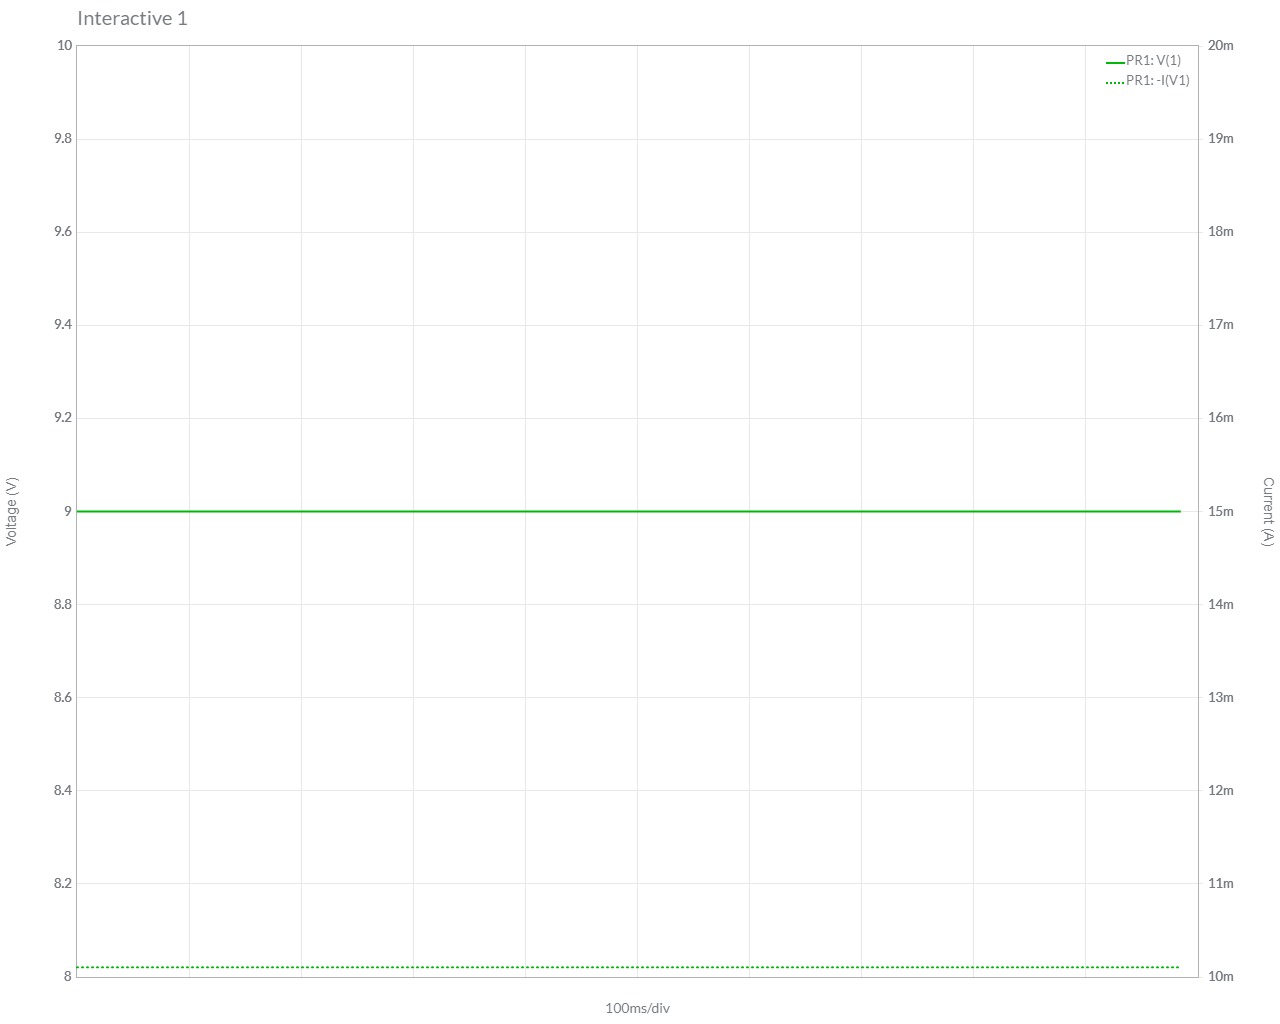 Interactive 1
PR1: V(1)
PR1: -I(V1)
10
9.8
9.6
9.4
9.2
9
8.8
8.6
8.4
8.2
8
Voltage (V)
20m
19m
18m
17m
16m
15m
14m
13m
12m
11m
10m
Current (A)
100ms/div